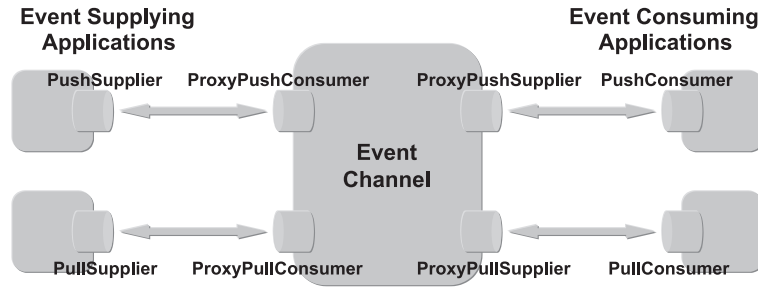 Event Supplying
Applications
Event Consuming
Applications
PushSupplier
ProxyPushConsumer
ProxyPushSupplier
PushConsumer
Event
Channel
PullSupplier
ProxyPullConsumer
ProxyPullSupplier
PullConsumer